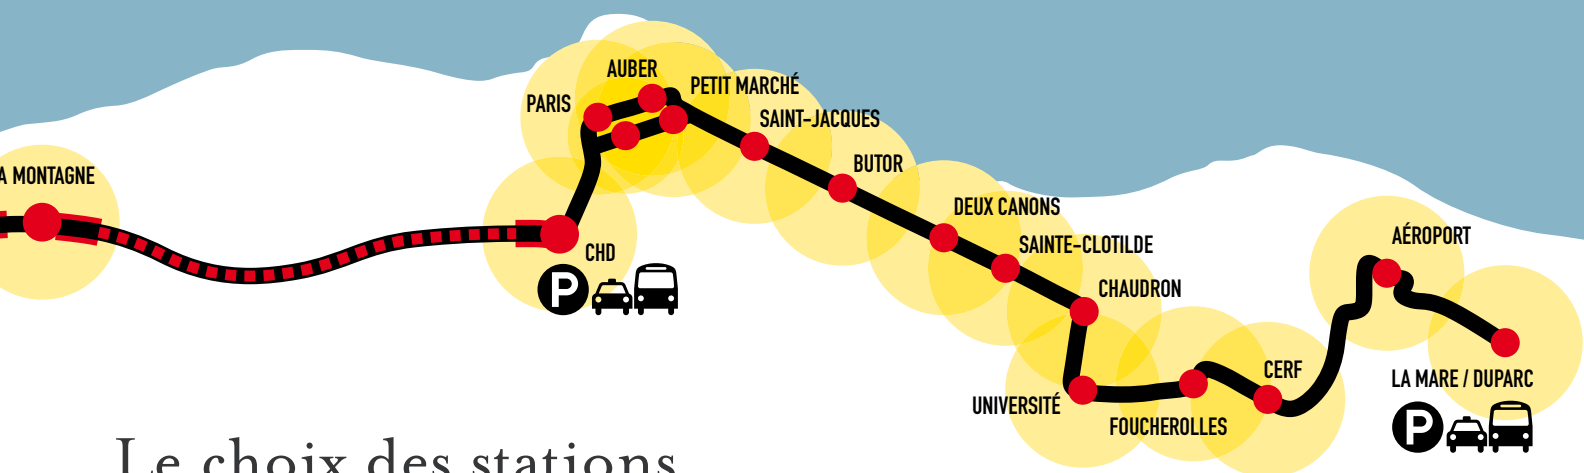 A MONTAGNE
PARIS
AUBER
PETIT MARCHÉ
SAINT-JACQUES
BUTOR
DEUX CANONS
SAINTE-CLOTILDE
CHAUDRON
CHD
P
UNIVERSITÉ
FOUCHEROLLES
CERF
AÉROPORT
LA MARE / DUPARC
P
Le choix des stations